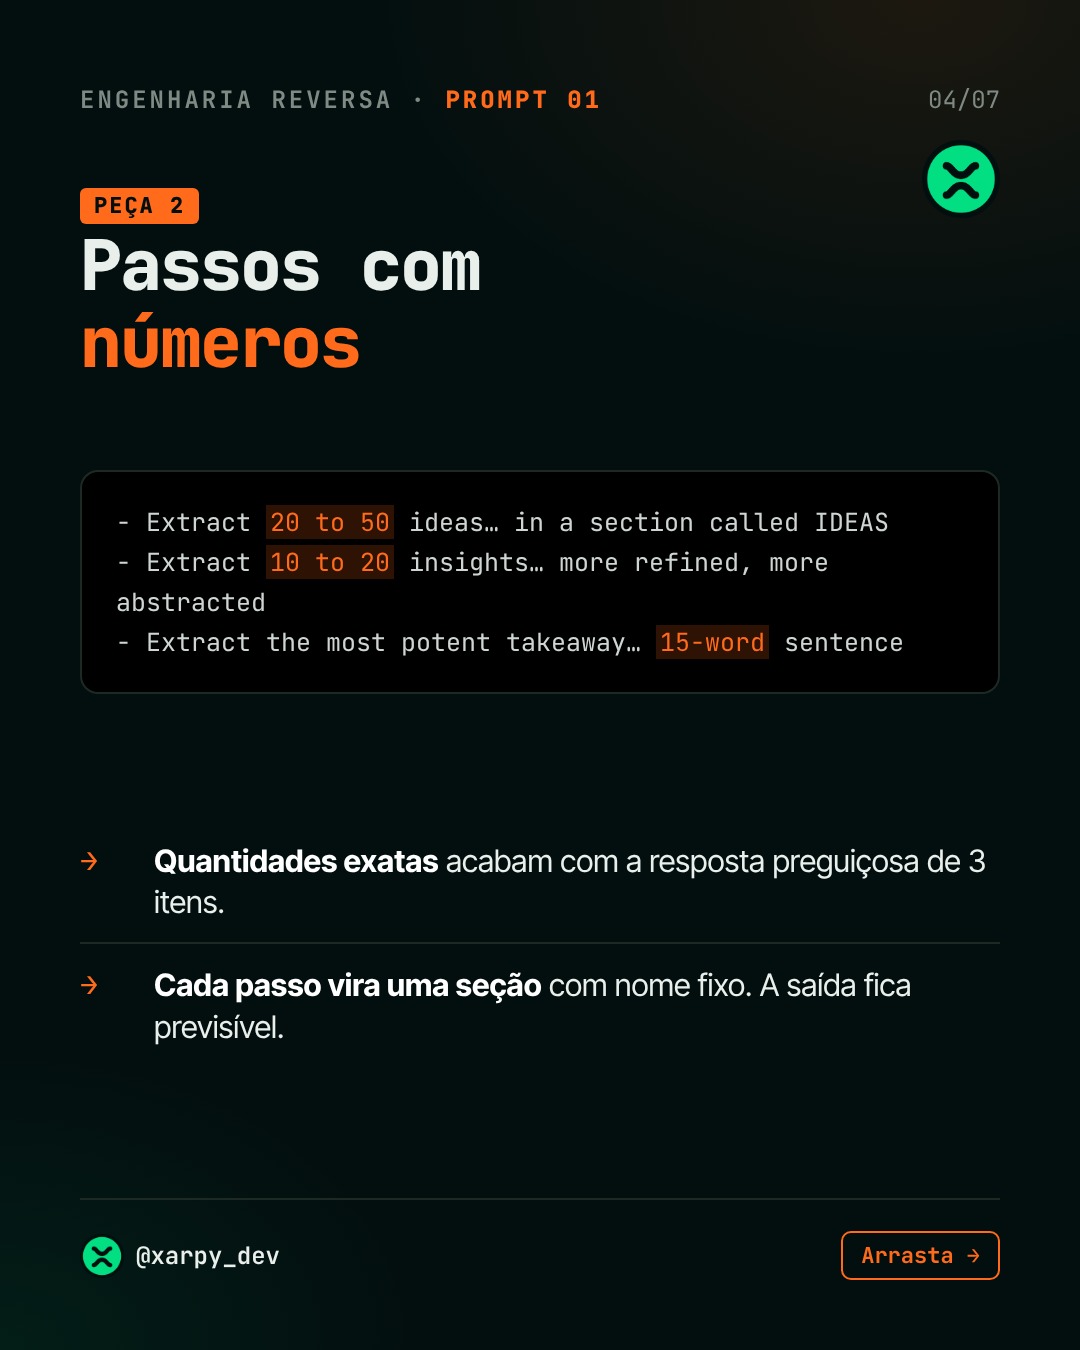 ENGENHARIA REVERSA · PROMPT 01
04/07
PEÇA 2
Passos com
números
- Extract 20 to 50 ideas… in a section called IDEAS
- Extract 10 to 20 insights… more refined, more
abstracted
- Extract the most potent takeaway… 15-word sentence
→ Quantidades exatas acabam com a resposta preguiçosa de 3
itens.
→ Cada passo vira uma seção com nome fixo. A saída fica
previsível.
@xarpy_dev
Arrasta →